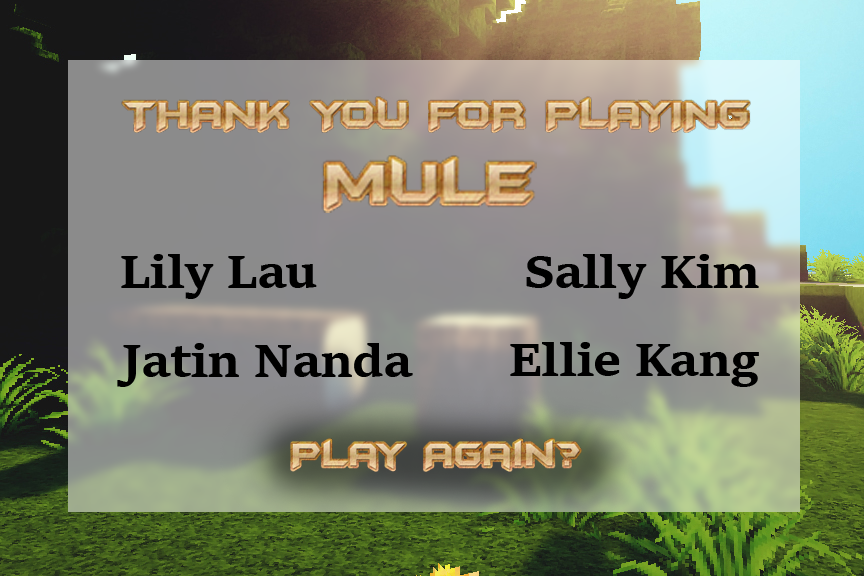 THANK YOU FOR PLAYING
MULE
Lily Lau Sally Kim
Jatin Nanda Ellie Kang
PLAY AGAIN?